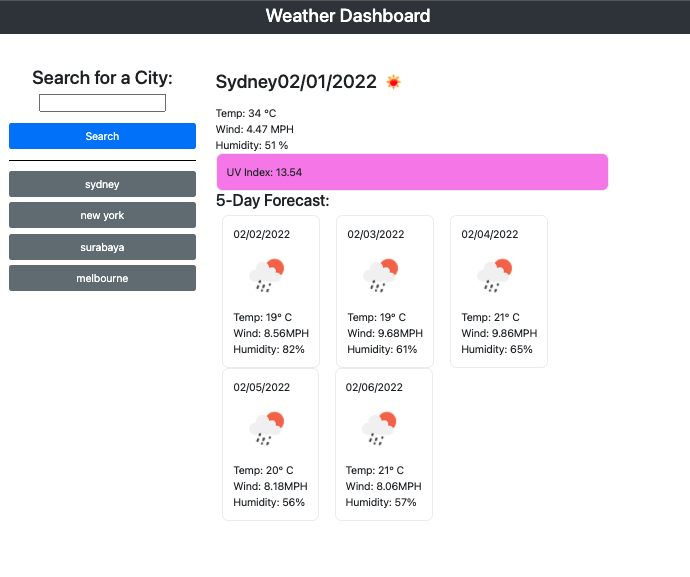 Weather Dashboard
Search for a City:
Search
sydney
new york
surabaya
melbourne
Sydney02/01/2022
Temp: 34 °C
Wind: 4.47 MPH
Humidity: 51 %
UV Index: 13.54
5-Day Forecast:
02/02/2022
Temp: 19° C
Wind: 8.56MPH
Humidity: 82%
02/03/2022
Temp: 19° C
Wind: 9.68MPH
Humidity: 61%
02/04/2022
Temp: 21° C
Wind: 9.86MPH
Humidity: 65%
02/05/2022
Temp: 20° C
Wind: 8.18MPH
Humidity: 56%
02/06/2022
Temp: 21° C
Wind: 8.06MPH
Humidity: 57%